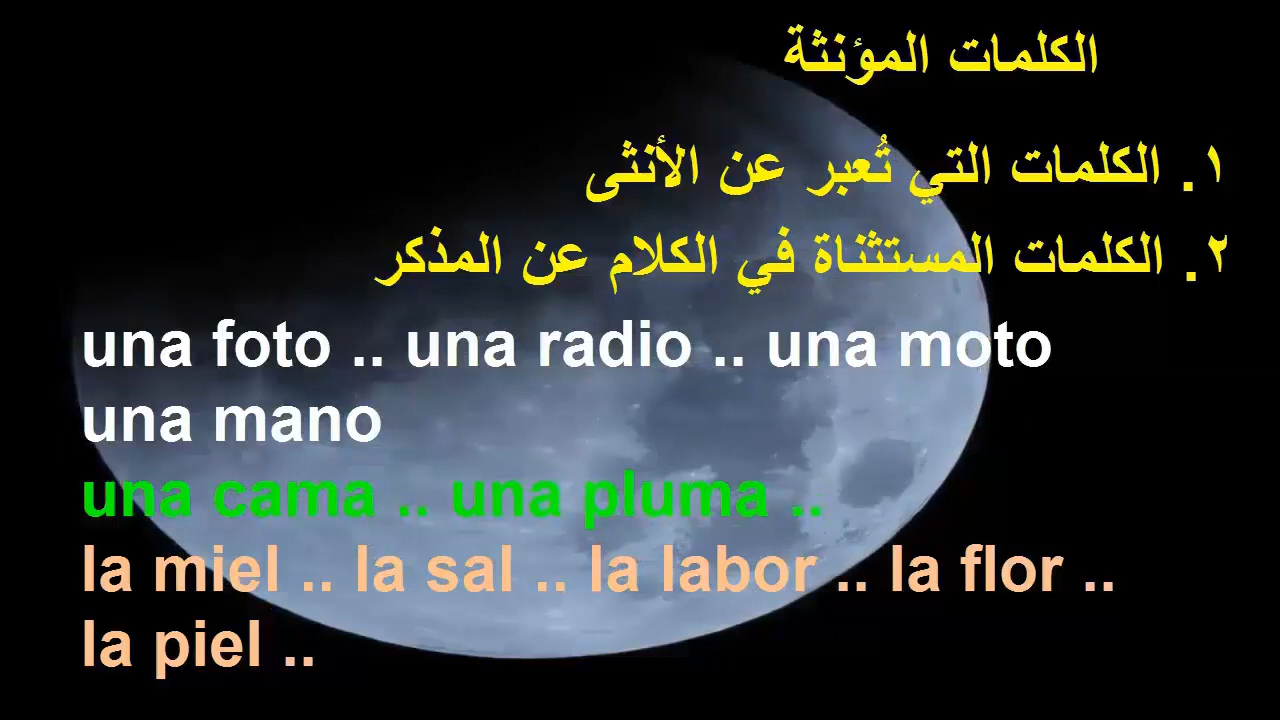 الكلمات المؤنثة
١. الكلمات التي تُعبر عن الأنثى
٢. الكلمات المستثناة في الكلام عن المذكر
una foto .. una radio .. una moto
una mano
una cama .. una pluma ..
la miel .. la sal .. la labor .. la flor ..
la piel ..